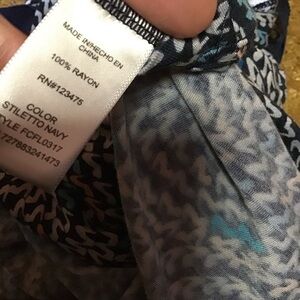 MADE IN/HECHO EN
CHINA
100% RAYON
RN#123475
COLOR
STILETTO NAVY
STYLE FCFL0317
727883241473